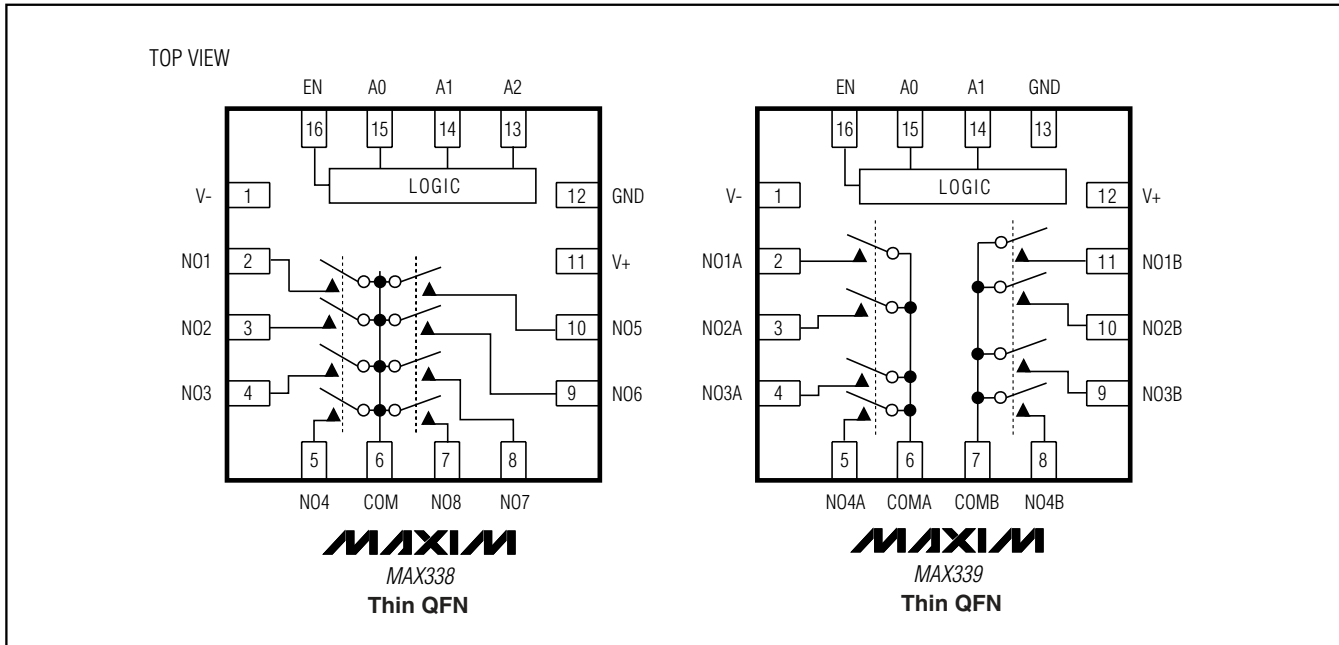 TOP VIEW
EN A0 A1 A2
16 15 14 13
LOGIC
V- 1 12 GND
NO1 2 11 V+
NO2 3 10 NO5
NO3 4 9 NO6
5 6 7 8
NO4 COM NO8 NO7
MAXIM
MAX338
Thin QFN
EN A0 A1 GND
16 15 14 13
LOGIC
V- 1 12 V+
NO1A 2 11 NO1B
NO2A 3 10 NO2B
NO3A 4 9 NO3B
5 6 7 8
NO4A COMA COMB NO4B
MAXIM
MAX339
Thin QFN